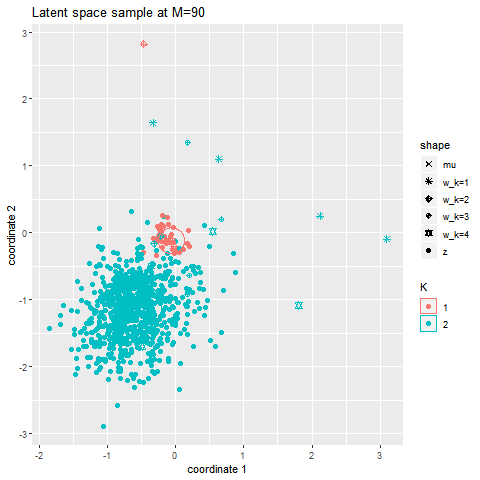 Latent space sample at M=90
3
2
1
0
-1
-2
-3
coordinate 2
-2
-1
0
1
2
3
coordinate 1
shape
mu
w_k=1
w_k=2
w_k=3
w_k=4
z
K
1
2